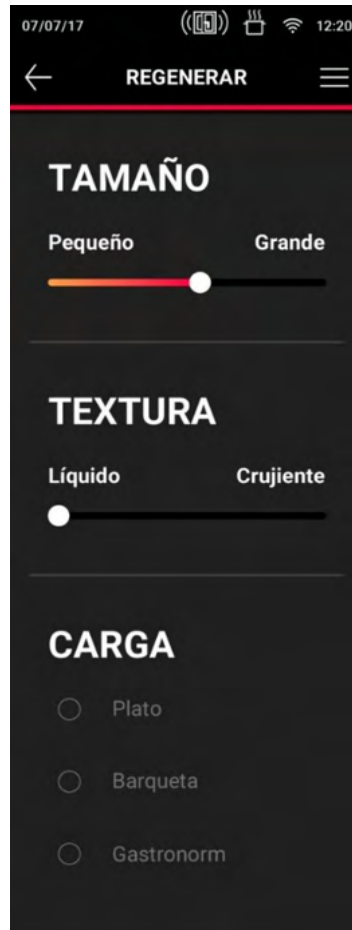 07/07/17 12:20
REGENERAR
TAMAÑO
Pequeño Grande
TEXTURA
Líquido Crujiente
CARGA
Plato
Barqueta
Gastronorm